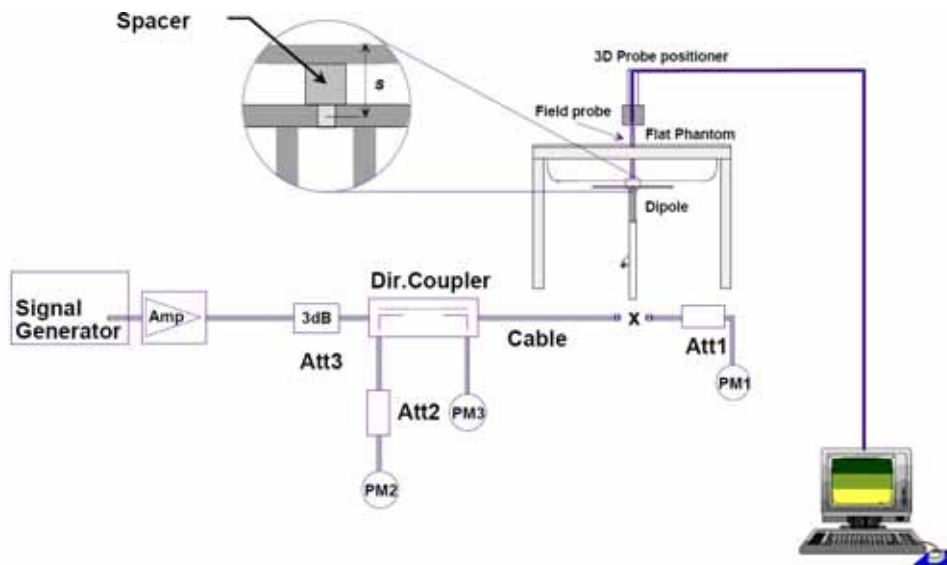 Spacer
s
3D Probe positioner
Field probe
Flat Phantom
Dipole
Signal
Generator
Amp
3dB
Att3
Dir.Coupler
Cable
x
Att1
PM1
Att2
PM3
PM2